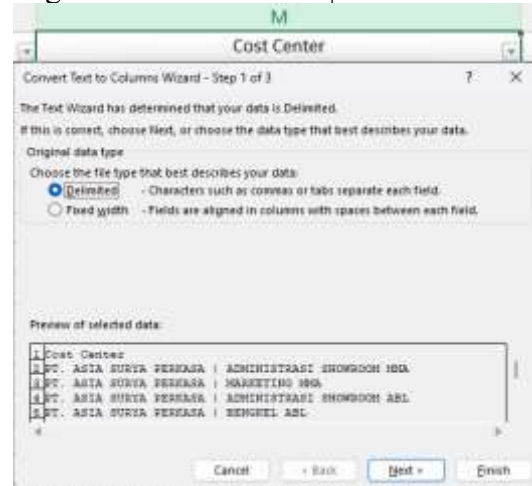 M
Cost Center
Convert Text to Columns Wizard - Step 1 of 3 ? ×
The Text Wizard has determined that your data is Delimited.
If this is correct, choose Next, or choose the data type that best describes your data.
Original data type
Choose the file type that best describes your data:
Delimited - Characters such as commas or tabs separate each field.
Fixed width - Fields are aligned in columns with spaces between each field.
Preview of selected data:
1 Cost Center
2 PT. ASIA SURYA PERKASA | ADMINISTRASI SHOWROOM MMA
3 PT. ASIA SURYA PERKASA | MARKETING MMA
4 PT. ASIA SURYA PERKASA | ADMINISTRASI SHOWROOM ABL
5 PT. ASIA SURYA PERKASA | BENGKEL ABL
Cancel < Back Next > Finish